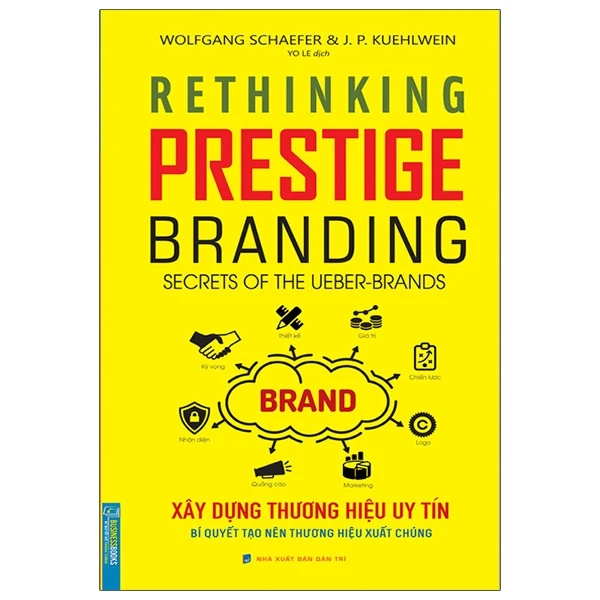 WOLFGANG SCHAEFER & J. P. KUEHLWEIN
YO LE dịch
RETHINKING
PRESTIGE
BRANDING
SECRETS OF THE UEBER-BRANDS
Thiết kế
Giá trị
Kỳ vọng
Chiến lược
BRAND
Nhận diện
C
Logo
Quảng cáo
Marketing
XÂY DỰNG THƯƠNG HIỆU UY TÍN
BÍ QUYẾT TẠO NÊN THƯƠNG HIỆU XUẤT CHÚNG
BUSINESSBOOKS
NHÀ XUẤT BẢN DÂN TRÍ